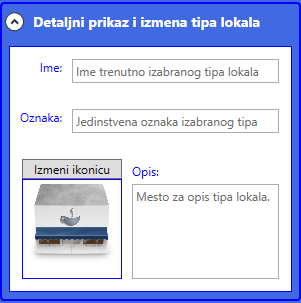 Detaljni prikaz i izmena tipa lokala
Ime:
Ime trenutno izabranog tipa lokala
Oznaka:
Jedinstvena oznaka izabranog tipa
Izmeni ikonicu
Opis:
Mesto za opis tipa lokala.